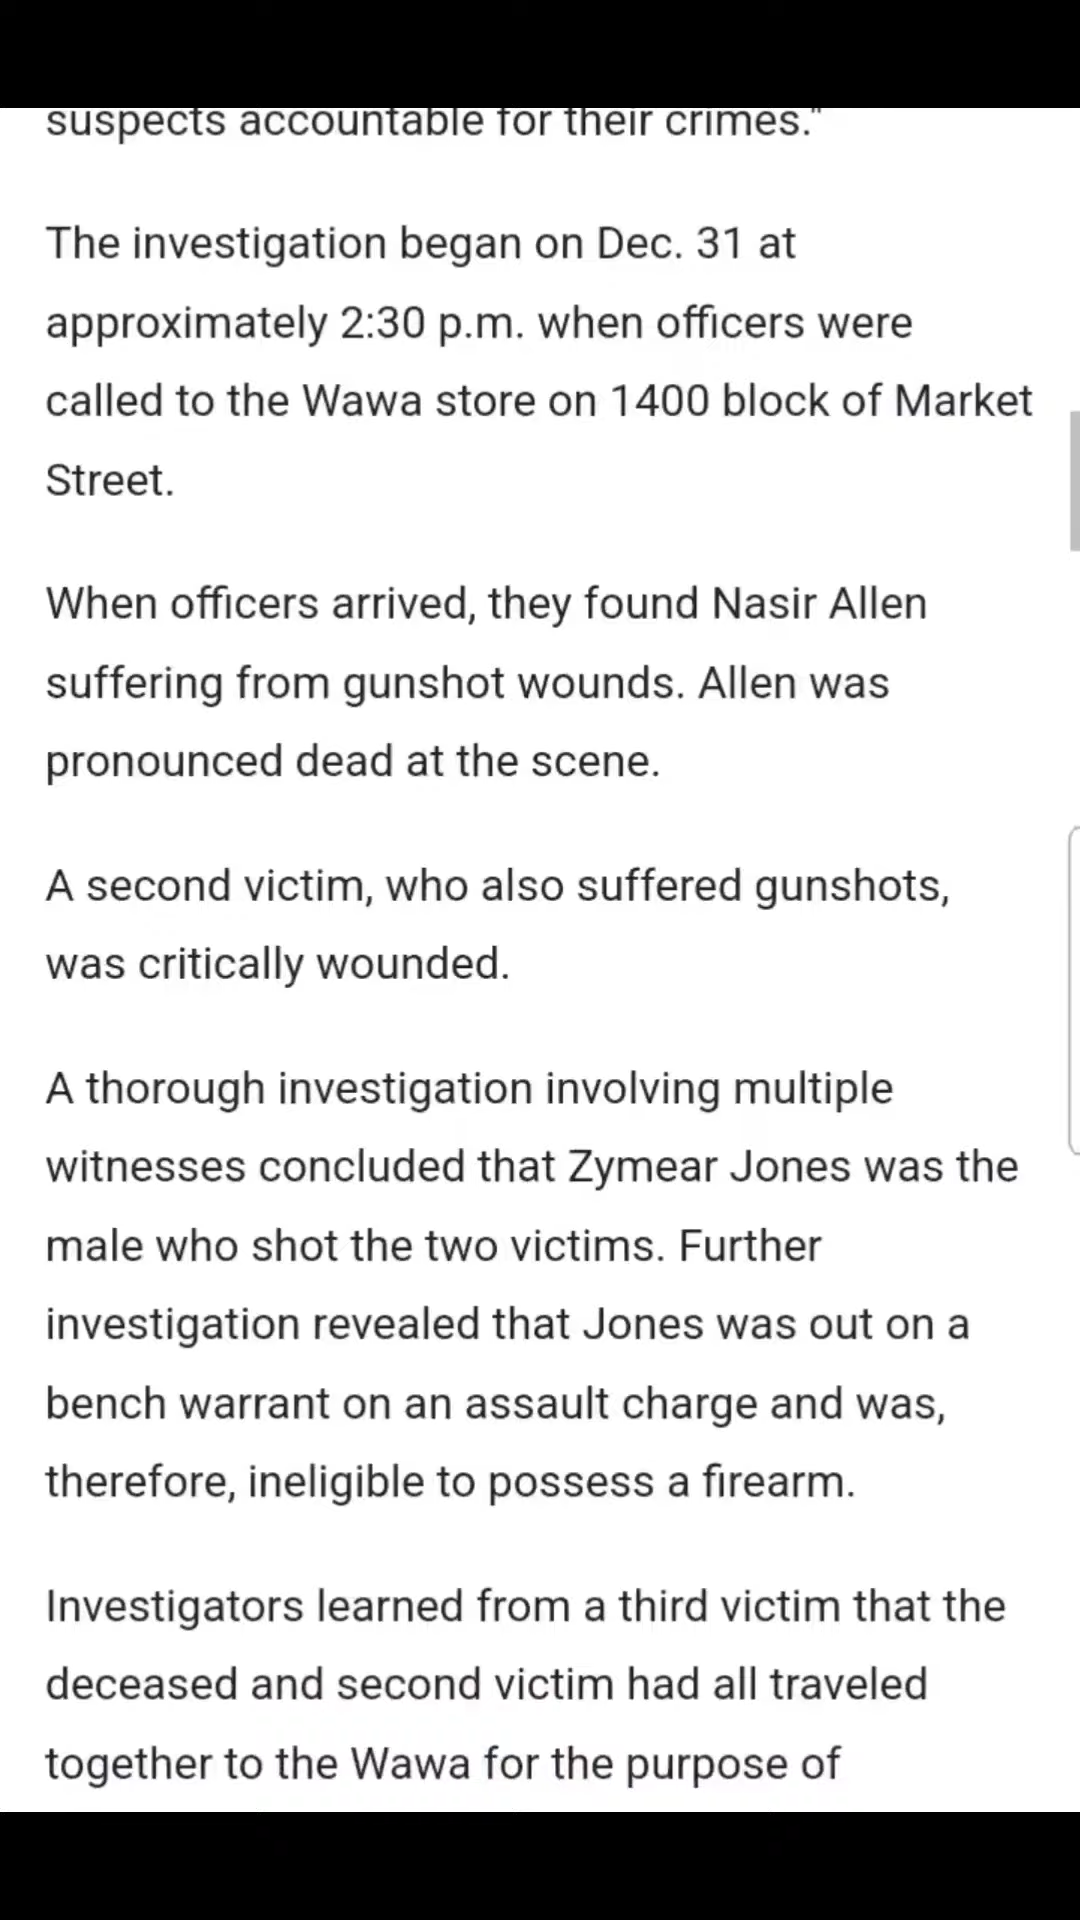 suspects accountable for their crimes."
The investigation began on Dec. 31 at
approximately 2:30 p.m. when officers were
called to the Wawa store on 1400 block of Market
Street.
When officers arrived, they found Nasir Allen
suffering from gunshot wounds. Allen was
pronounced dead at the scene.
A second victim, who also suffered gunshots,
was critically wounded.
A thorough investigation involving multiple
witnesses concluded that Zymear Jones was the
male who shot the two victims. Further
investigation revealed that Jones was out on a
bench warrant on an assault charge and was,
therefore, ineligible to possess a firearm.
Investigators learned from a third victim that the
deceased and second victim had all traveled
together to the Wawa for the purpose of